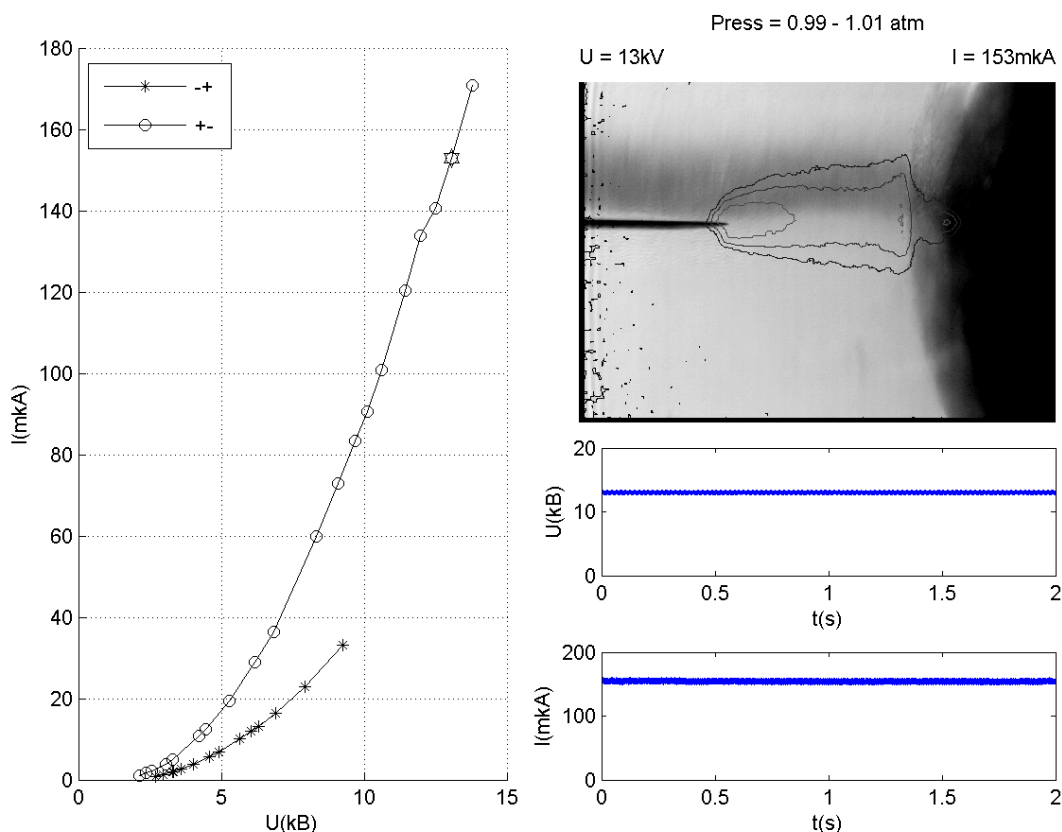 Press = 0.99 - 1.01 atm
U = 13kV I = 153mkA
180
160
140
120
100
80
60
40
20
0
I(mkA)
-+
+-
0 5 10 15
U(kB)
20
10
0
U(kB)
0 0.5 1 1.5 2
t(s)
200
100
0
I(mkA)
0 0.5 1 1.5 2
t(s)